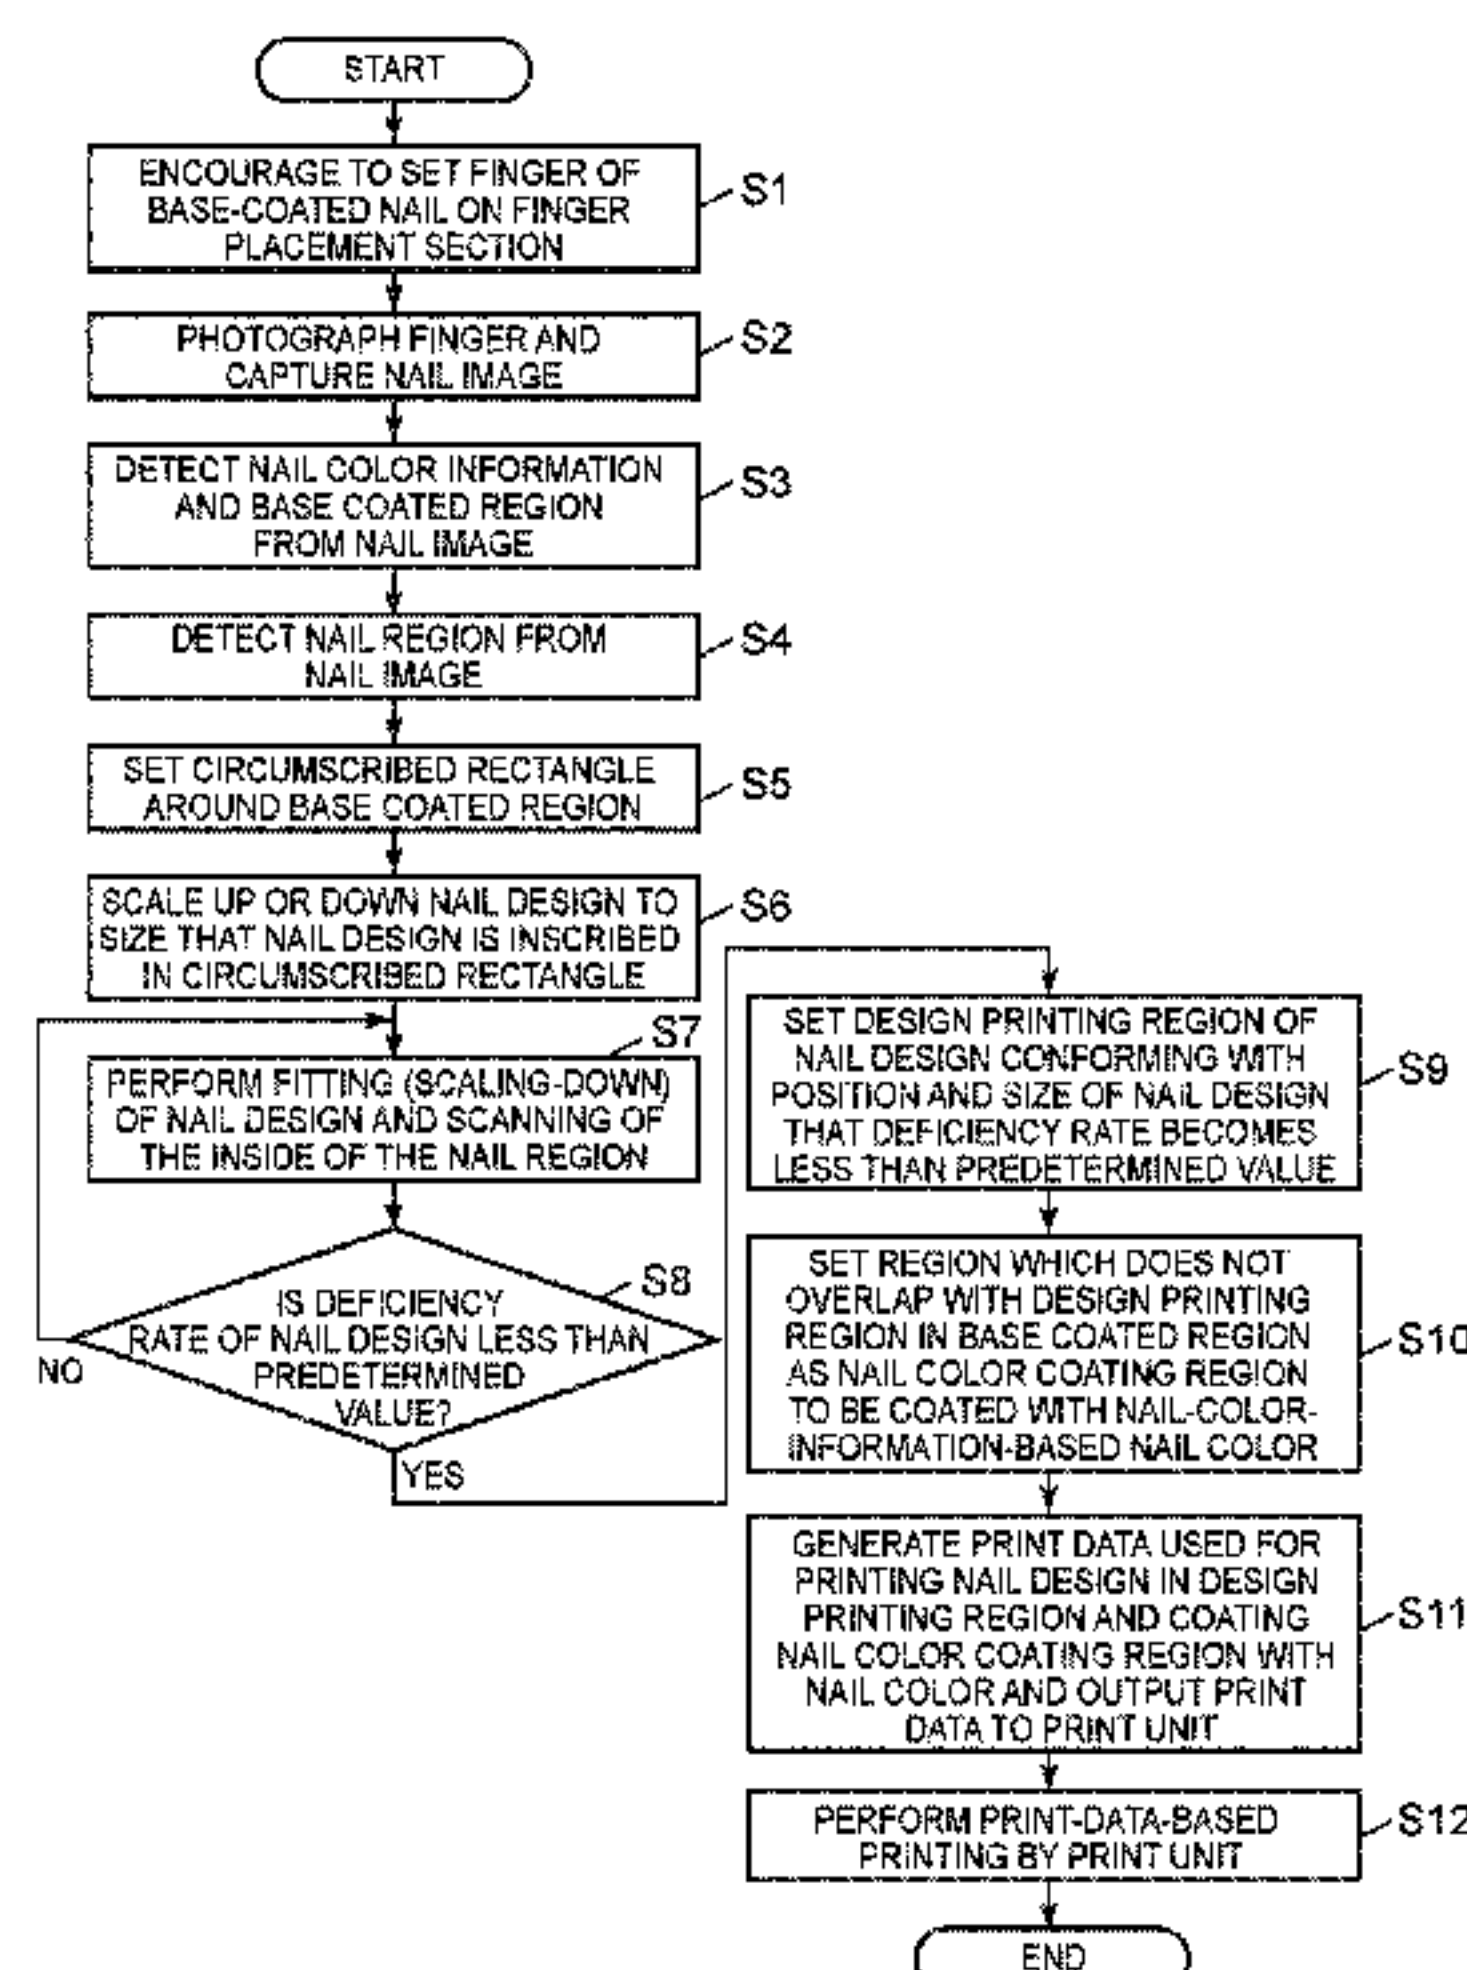 START
ENCOURAGE TO SET FINGER OF
BASE-COATED NAIL ON FINGER
PLACEMENT SECTION
S1
PHOTOGRAPH FINGER AND
CAPTURE NAIL IMAGE
S2
DETECT NAIL COLOR INFORMATION
AND BASE COATED REGION
FROM NAIL IMAGE
S3
DETECT NAIL REGION FROM
NAIL IMAGE
S4
SET CIRCUMSCRIBED RECTANGLE
AROUND BASE COATED REGION
S5
SCALE UP OR DOWN NAIL DESIGN TO
SIZE THAT NAIL DESIGN IS INSCRIBED
IN CIRCUMSCRIBED RECTANGLE
S6
S7
PERFORM FITTING (SCALING-DOWN)
OF NAIL DESIGN AND SCANNING OF
THE INSIDE OF THE NAIL REGION
S8
IS DEFICIENCY
RATE OF NAIL DESIGN LESS THAN
PREDETERMINED
VALUE?
NO
YES
SET DESIGN PRINTING REGION OF
NAIL DESIGN CONFORMING WITH
POSITION AND SIZE OF NAIL DESIGN
THAT DEFICIENCY RATE BECOMES
LESS THAN PREDETERMINED VALUE
S9
SET REGION WHICH DOES NOT
OVERLAP WITH DESIGN PRINTING
REGION IN BASE COATED REGION
AS NAIL COLOR COATING REGION
TO BE COATED WITH NAIL-COLOR-
INFORMATION-BASED NAIL COLOR
S10
GENERATE PRINT DATA USED FOR
PRINTING NAIL DESIGN IN DESIGN
PRINTING REGION AND COATING
NAIL COLOR COATING REGION WITH
NAIL COLOR AND OUTPUT PRINT
DATA TO PRINT UNIT
S11
PERFORM PRINT-DATA-BASED
PRINTING BY PRINT UNIT
S12
END